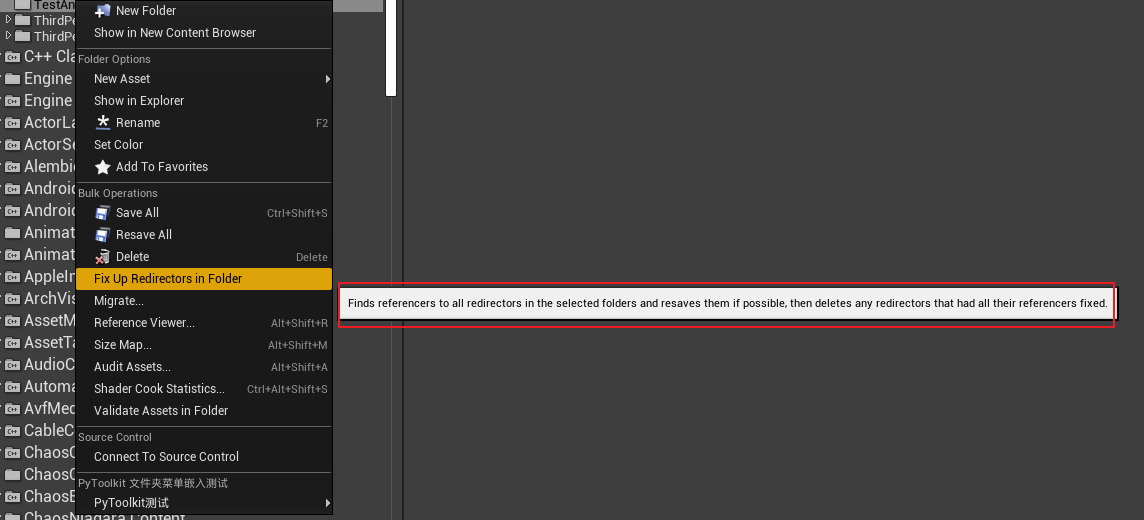 TestAn
ThirdPe
ThirdPe
C++ Cla
Engine
Engine
ActorLa
ActorSe
Alembic
Android
Android
Animat
Animat
AppleIm
ArchVis
AssetM
AssetTa
AudioC
Automa
AvfMed
CableC
ChaosC
ChaosC
ChaosE
ChaosNiagara Content
New Folder
Show in New Content Browser
Folder Options
New Asset
Show in Explorer
Rename F2
Set Color
Add To Favorites
Bulk Operations
Save All Ctrl+Shift+S
Resave All
Delete Delete
Fix Up Redirectors in Folder
Migrate...
Reference Viewer... Alt+Shift+R
Size Map... Alt+Shift+M
Audit Assets... Alt+Shift+A
Shader Cook Statistics... Ctrl+Alt+Shift+S
Validate Assets in Folder
Source Control
Connect To Source Control
PyToolkit 文件夹菜单嵌入测试
PyToolkit测试
Finds referencers to all redirectors in the selected folders and resaves them if possible, then deletes any redirectors that had all their referencers fixed.